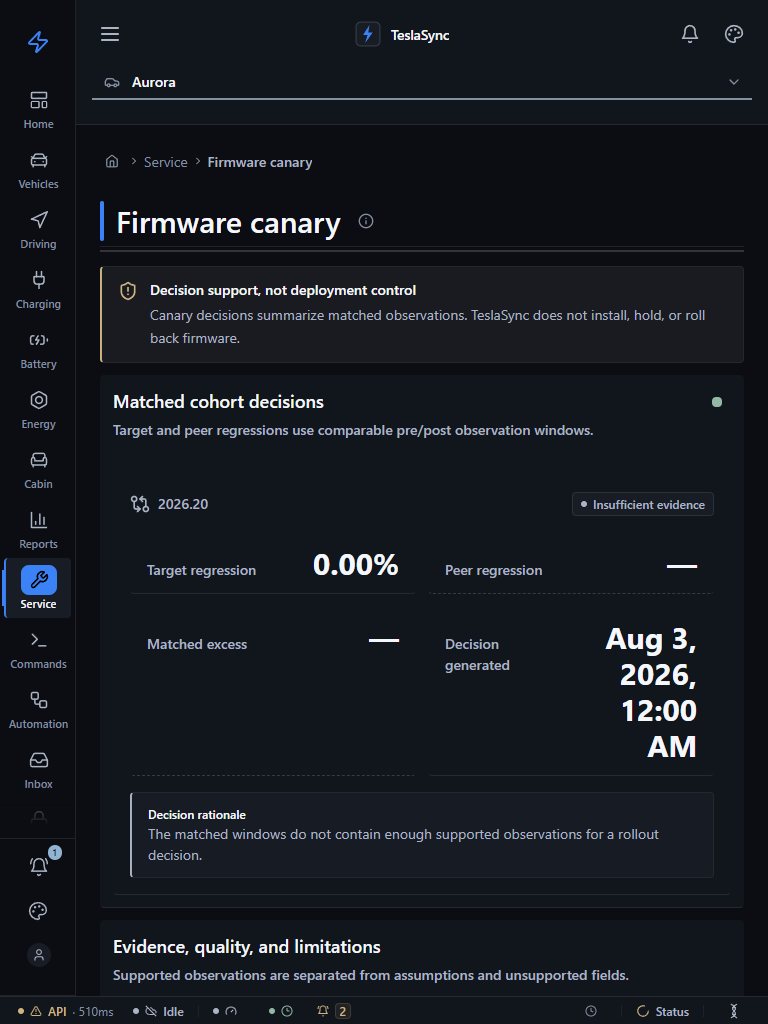 TeslaSync
Aurora
Home
Vehicles
Driving
Charging
Battery
Energy
Cabin
Reports
Service
Commands
Automation
Inbox
1
Service
Firmware canary
Firmware canary
Decision support, not deployment control
Canary decisions summarize matched observations. TeslaSync does not install, hold, or roll
back firmware.
Matched cohort decisions
Target and peer regressions use comparable pre/post observation windows.
2026.20
Insufficient evidence
Target regression
0.00%
Peer regression
—
Matched excess
—
Decision
generated
Aug 3,
2026,
12:00
AM
Decision rationale
The matched windows do not contain enough supported observations for a rollout
decision.
Evidence, quality, and limitations
Supported observations are separated from assumptions and unsupported fields.
API · 510ms
Idle
2
Status